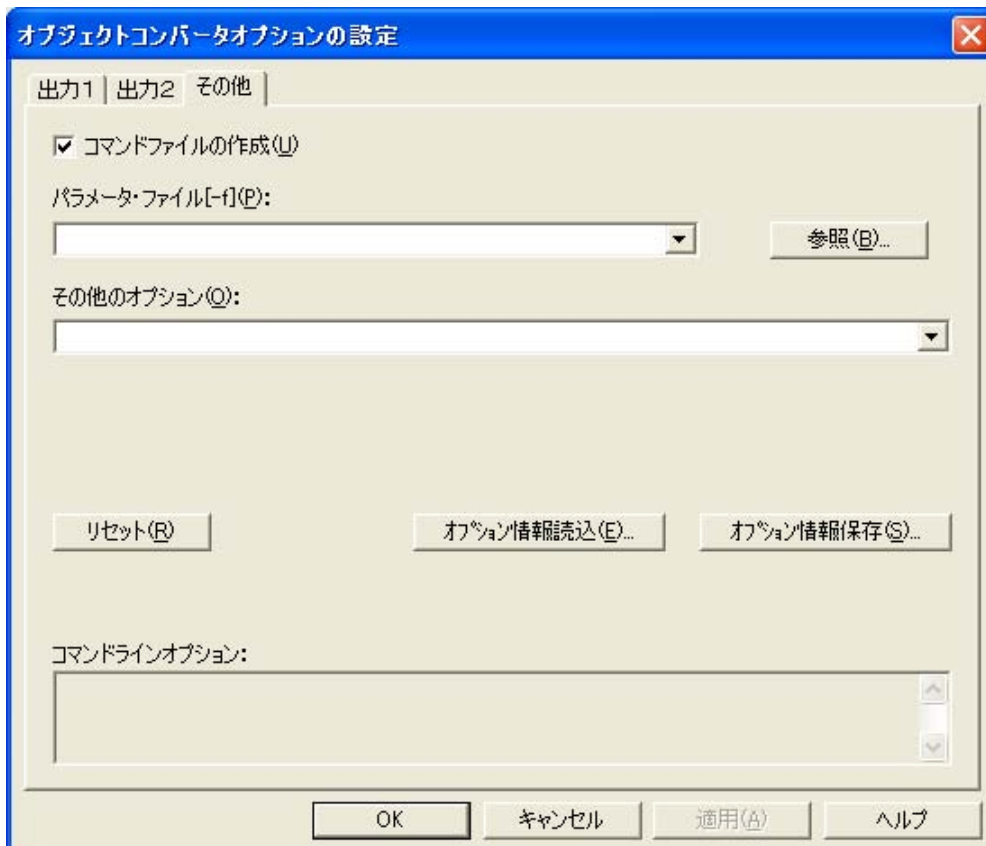 オブジェクトコンバータオプションの設定
出力1 出力2 その他
コマンドファイルの作成(U)
パラメータ・ファイル[-f](P):
参照(B)...
その他のオプション(O):
リセット(R) オプション情報読込(E)... オプション情報保存(S)...
コマンドラインオプション:
OK キャンセル 適用(A) ヘルプ